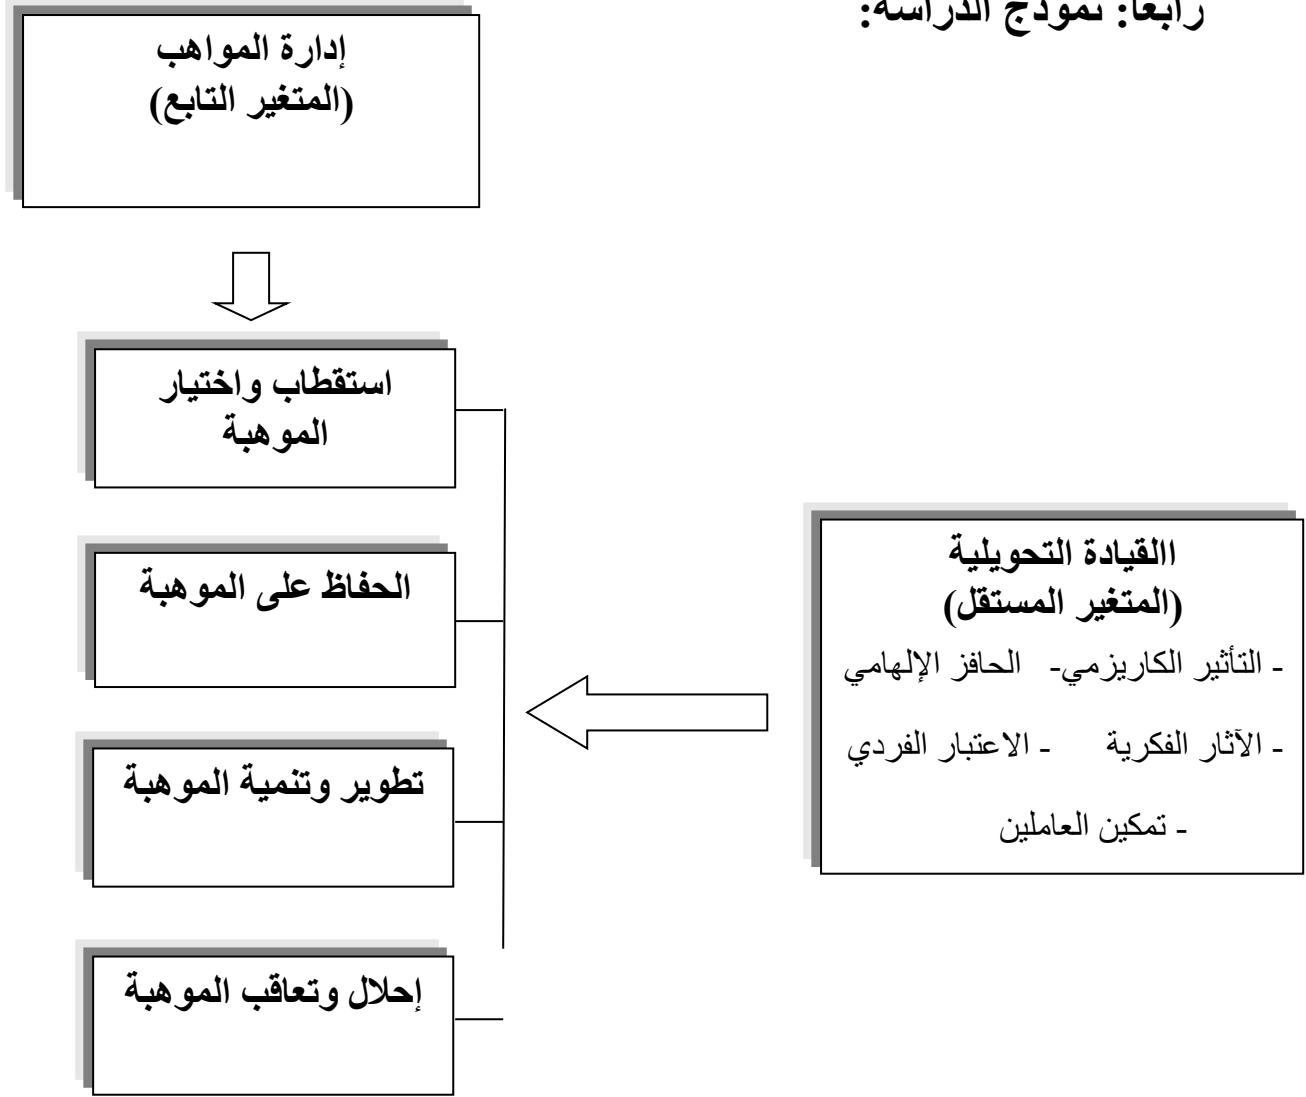 رابعا: نموذج الدراسة:
إدارة المواهب
(المتغير التابع)
استقطاب واختيار
الموهبة
الحفاظ على الموهبة
تطوير وتنمية الموهبة
إحلال وتعاقب الموهبة
االقيادة التحويلية
(المتغير المستقل)
- التأثير الكاريزمي- الحافز الإلهامي
- الآثار الفكرية - الاعتبار الفردي
- تمكين العاملين